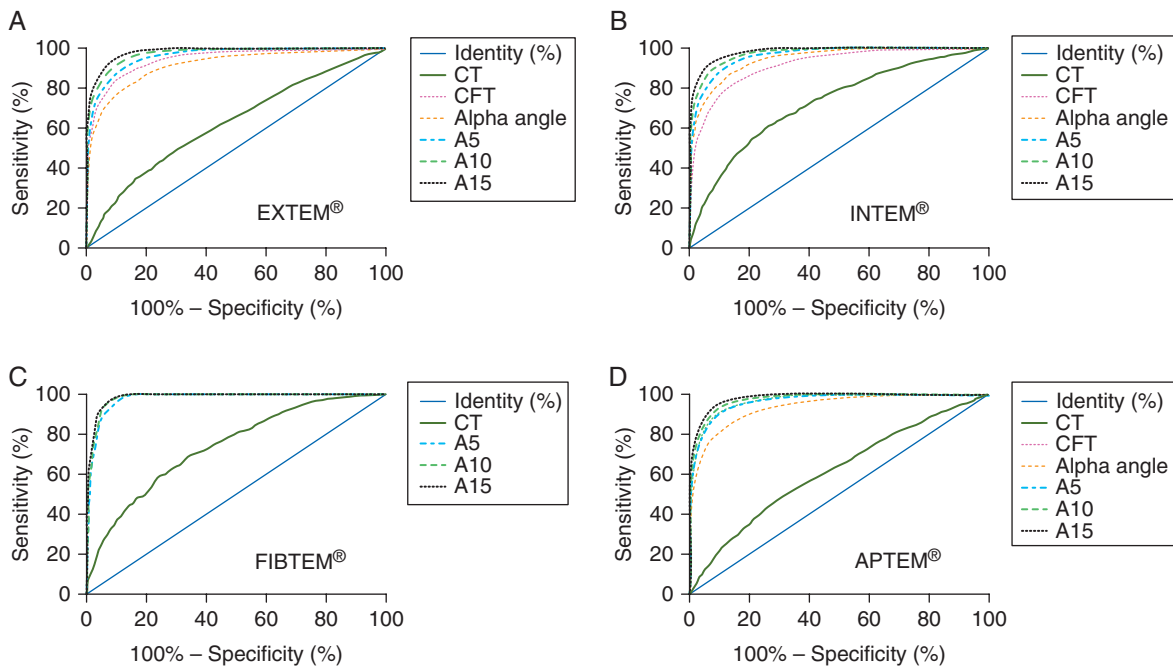 A
100
80
60
40
20
0
Sensitivity (%)
EXTEM®
0 20 40 60 80 100
100% – Specificity (%)
Identity (%)
CT
CFT
Alpha angle
A5
A10
A15
B
100
80
60
40
20
0
Sensitivity (%)
INTEM®
0 20 40 60 80 100
100% – Specificity (%)
Identity (%)
CT
CFT
Alpha angle
A5
A10
A15
C
100
80
60
40
20
0
Sensitivity (%)
FIBTEM®
0 20 40 60 80 100
100% – Specificity (%)
Identity (%)
CT
A5
A10
A15
D
100
80
60
40
20
0
Sensitivity (%)
APTEM®
0 20 40 60 80 100
100% – Specificity (%)
Identity (%)
CT
CFT
Alpha angle
A5
A10
A15